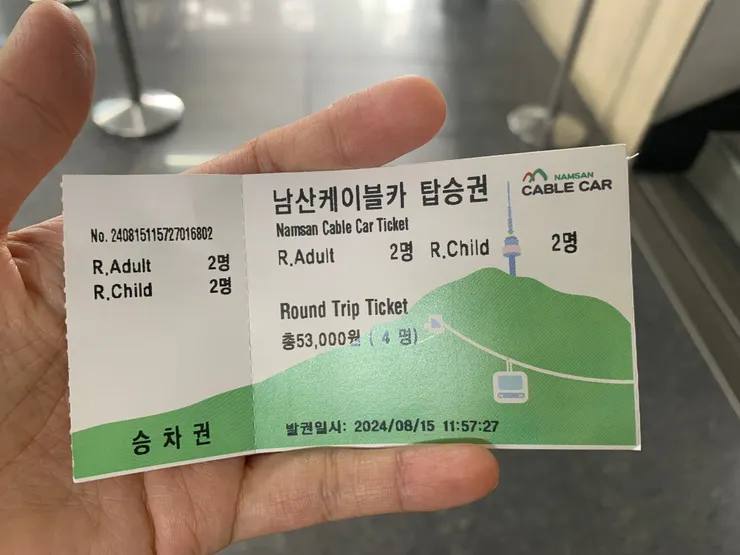 No. 240815115727016802
R.Adult 2명
R.Child 2명
승차권
남산케이블카 탑승권
NAMSAN
CABLE CAR
Namsan Cable Car Ticket
R.Adult 2명 R.Child 2명
Round Trip Ticket
총53,000원 ( 4 명)
발권일시: 2024/08/15 11:57:27